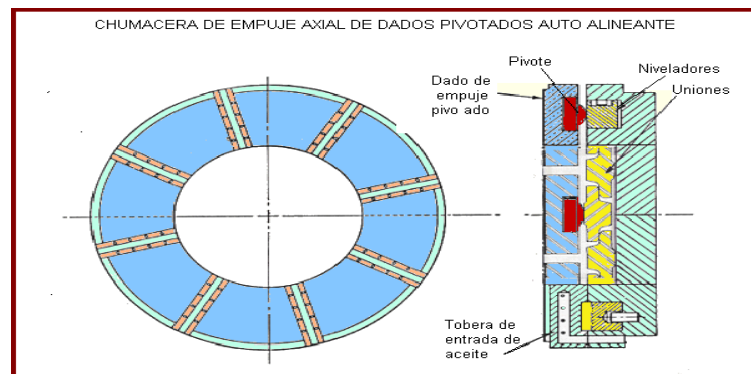 CHUMACERA DE EMPUJE AXIAL DE DADOS PIVOTADOS AUTO ALINEANTE
Pivote
Niveladores
Uniones
Dado de
empuje
pivo ado
Tobera de
entrada de
aceite